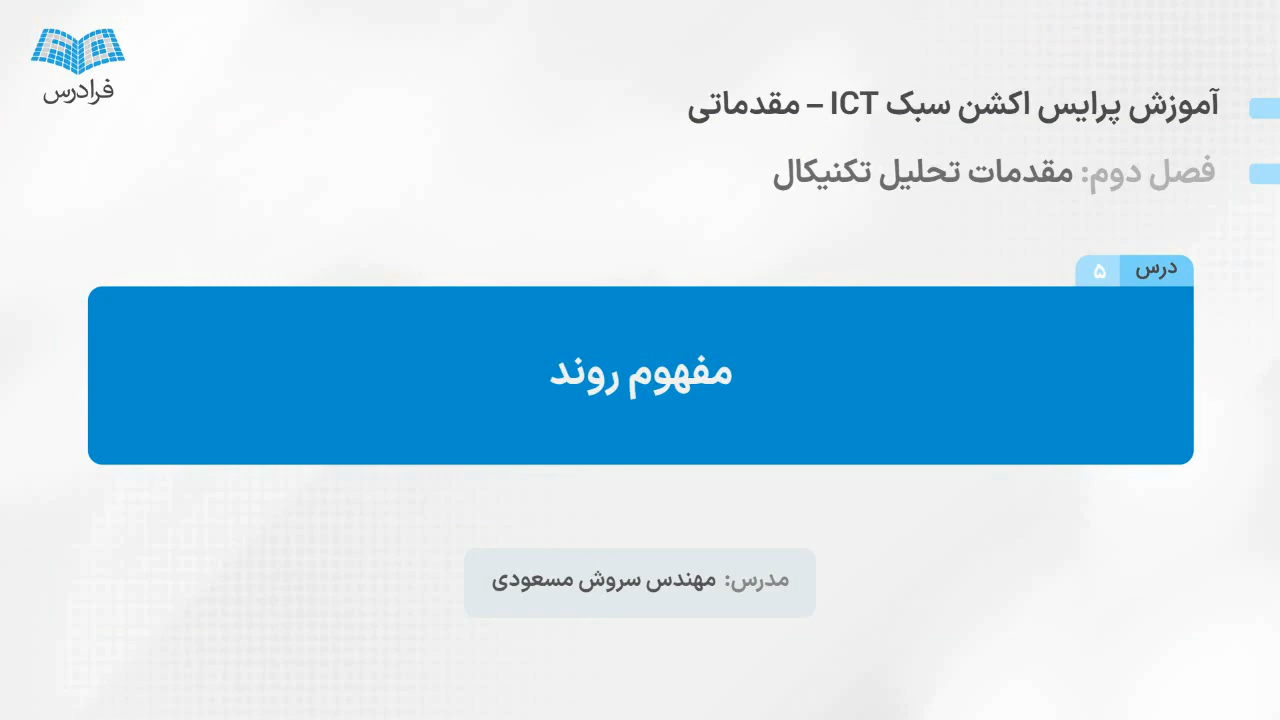 فرادرس
آموزش پرایس اکشن سبک ICT – مقدماتی
فصل دوم: مقدمات تحلیل تکنیکال
درس ۵
مفهوم روند
مدرس: مهندس سروش مسعودی